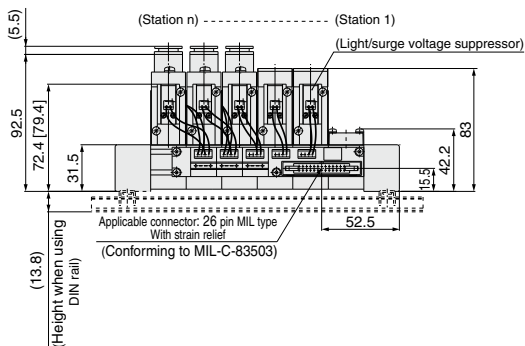 (Station n) ---------------- (Station 1)
(Light/surge voltage suppressor)
(5.5)
92.5
72.4 [79.4]
31.5
83
42.2
15.5
52.5
Applicable connector: 26 pin MIL type
With strain relief
(Conforming to MIL-C-83503)
(13.8)
(Height when using
DIN rail)